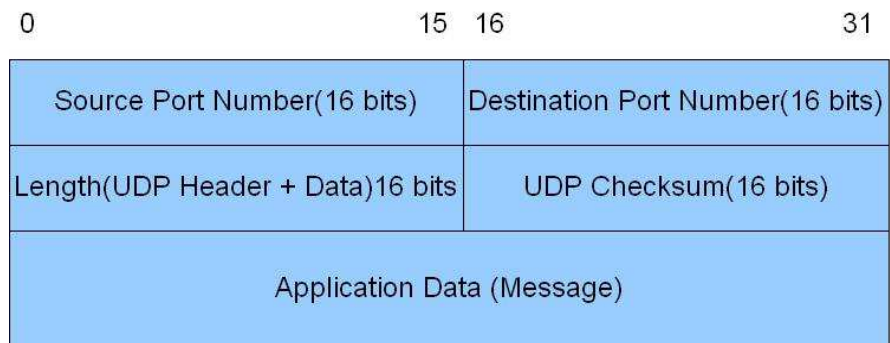 0 15 16 31
Source Port Number(16 bits) Destination Port Number(16 bits)
Length(UDP Header + Data)16 bits UDP Checksum(16 bits)
Application Data (Message)